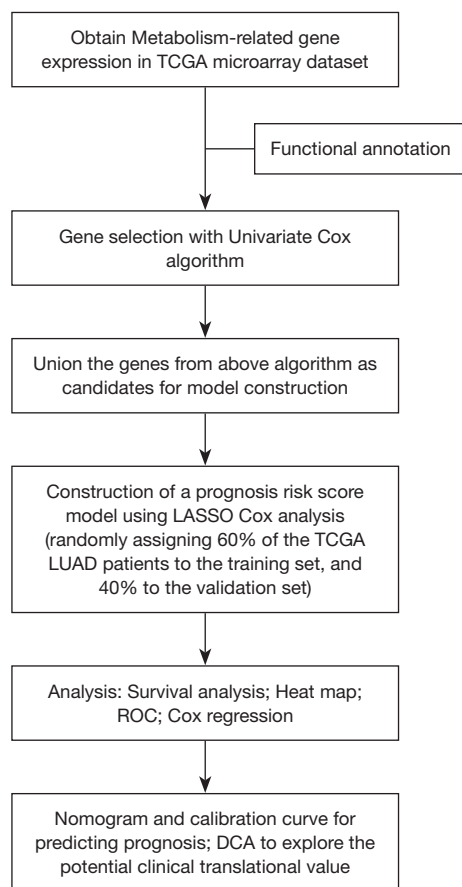 Obtain Metabolism-related gene
expression in TCGA microarray dataset
Functional annotation
Gene selection with Univariate Cox
algorithm
Union the genes from above algorithm as
candidates for model construction
Construction of a prognosis risk score
model using LASSO Cox analysis
(randomly assigning 60% of the TCGA
LUAD patients to the training set, and
40% to the validation set)
Analysis: Survival analysis; Heat map;
ROC; Cox regression
Nomogram and calibration curve for
predicting prognosis; DCA to explore the
potential clinical translational value